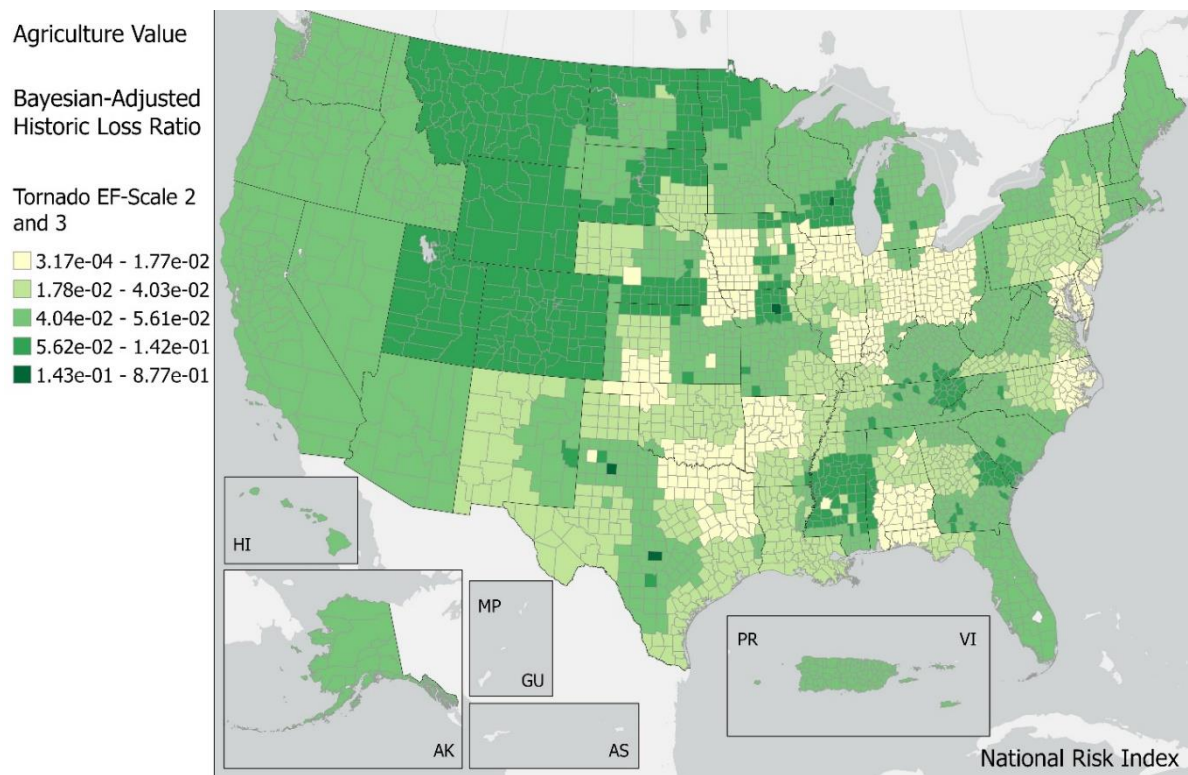 Agriculture Value
Bayesian-Adjusted
Historic Loss Ratio
Tornado EF-Scale 2
and 3
3.17e-04 - 1.77e-02
1.78e-02 - 4.03e-02
4.04e-02 - 5.61e-02
5.62e-02 - 1.42e-01
1.43e-01 - 8.77e-01
HI
AK
MP
GU
AS
PR
VI
National Risk Index